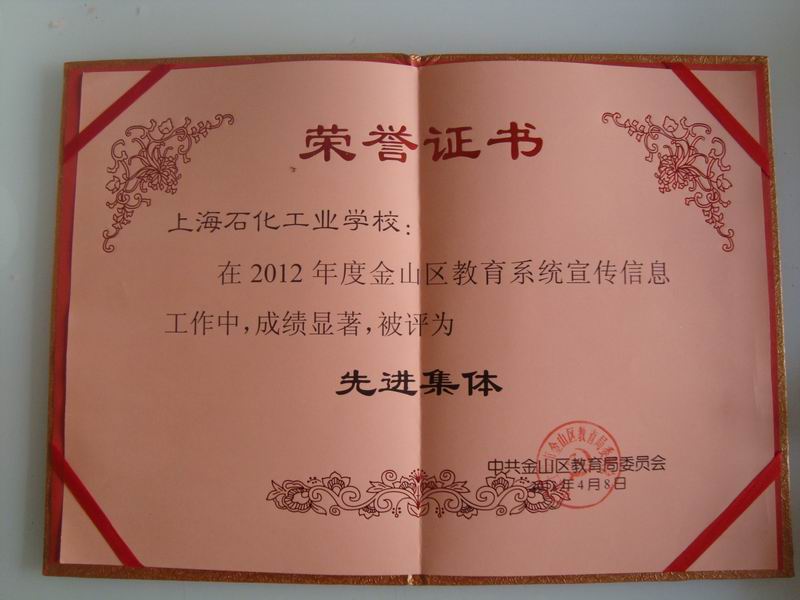 荣誉证书
上海石化工业学校：
在2012年度金山区教育系统宣传信息
工作中，成绩显著，被评为
先进集体
中共金山区教育局委员会
年4月8日